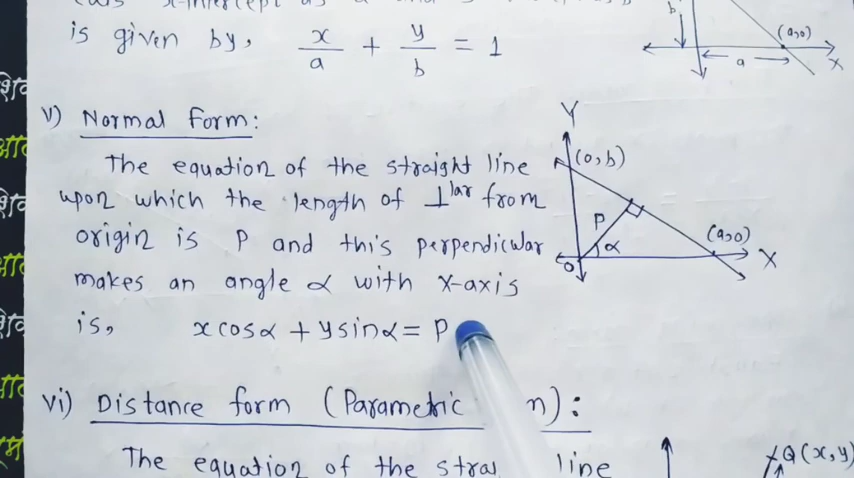 is given by, x/a + y/b = 1
b
(a,0)
a
X
v) Normal form:
The equation of the straight line
upon which the length of ⊥lar from
origin is P and this perpendicular
makes an angle α with x-axis
is, x cosα + y sinα = P
Y
(0,b)
P
α
(a,0)
O
X
vi) Distance form (Parametric n):
The equation of the stra line
Q(x,y)